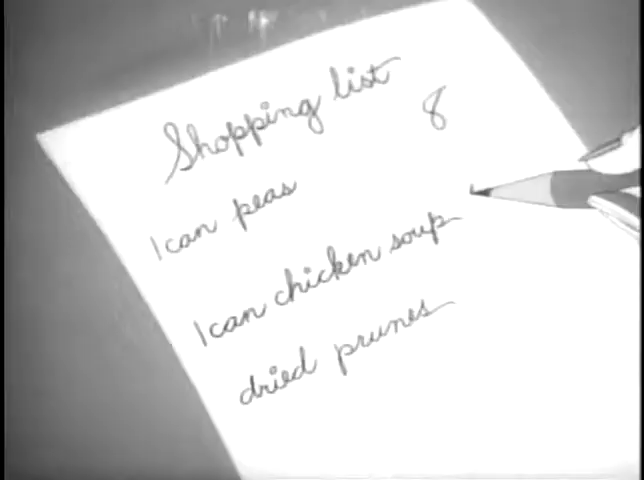 Shopping list
8
1 can peas
1 can chicken soup
dried prunes